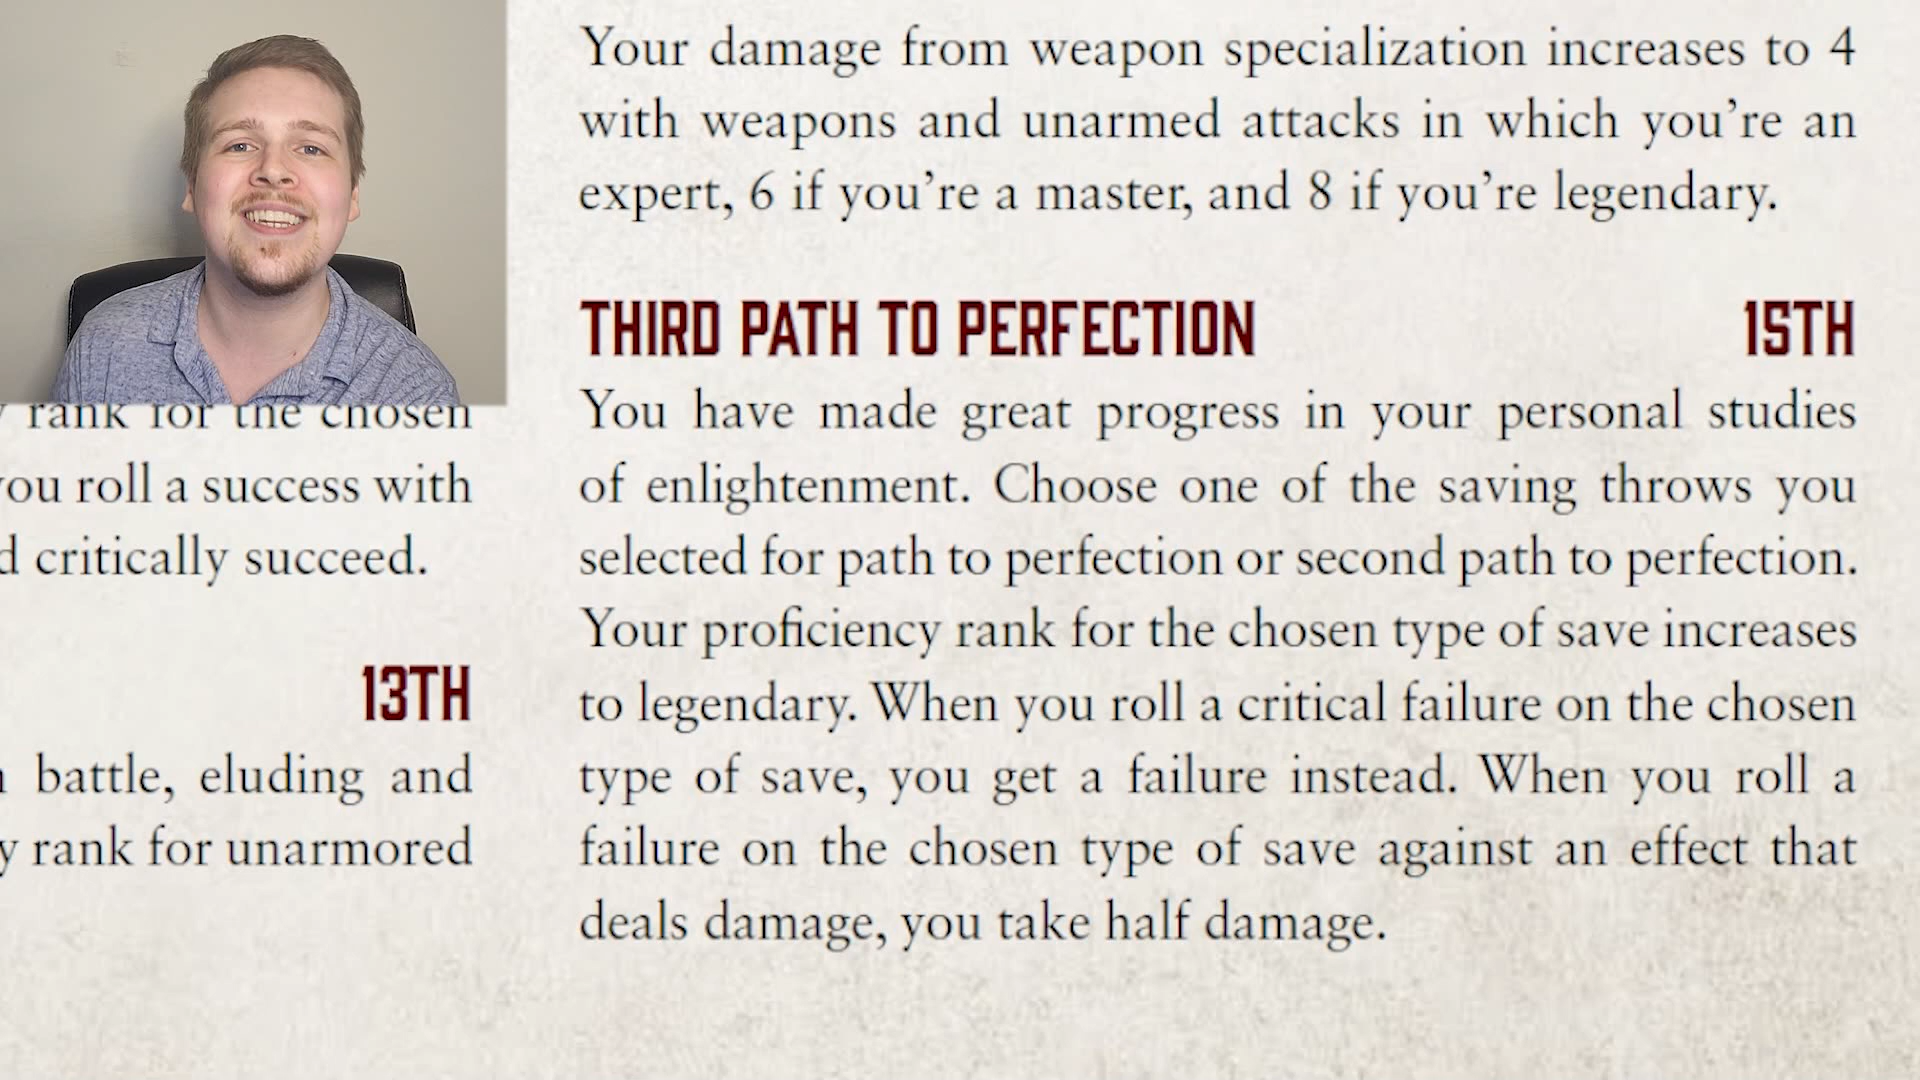 rank for the chosen
you roll a success with
critically succeed.
13TH
battle, eluding and
rank for unarmored
Your damage from weapon specialization increases to 4
with weapons and unarmed attacks in which you’re an
expert, 6 if you’re a master, and 8 if you’re legendary.
THIRD PATH TO PERFECTION 15TH
You have made great progress in your personal studies
of enlightenment. Choose one of the saving throws you
selected for path to perfection or second path to perfection.
Your proficiency rank for the chosen type of save increases
to legendary. When you roll a critical failure on the chosen
type of save, you get a failure instead. When you roll a
failure on the chosen type of save against an effect that
deals damage, you take half damage.